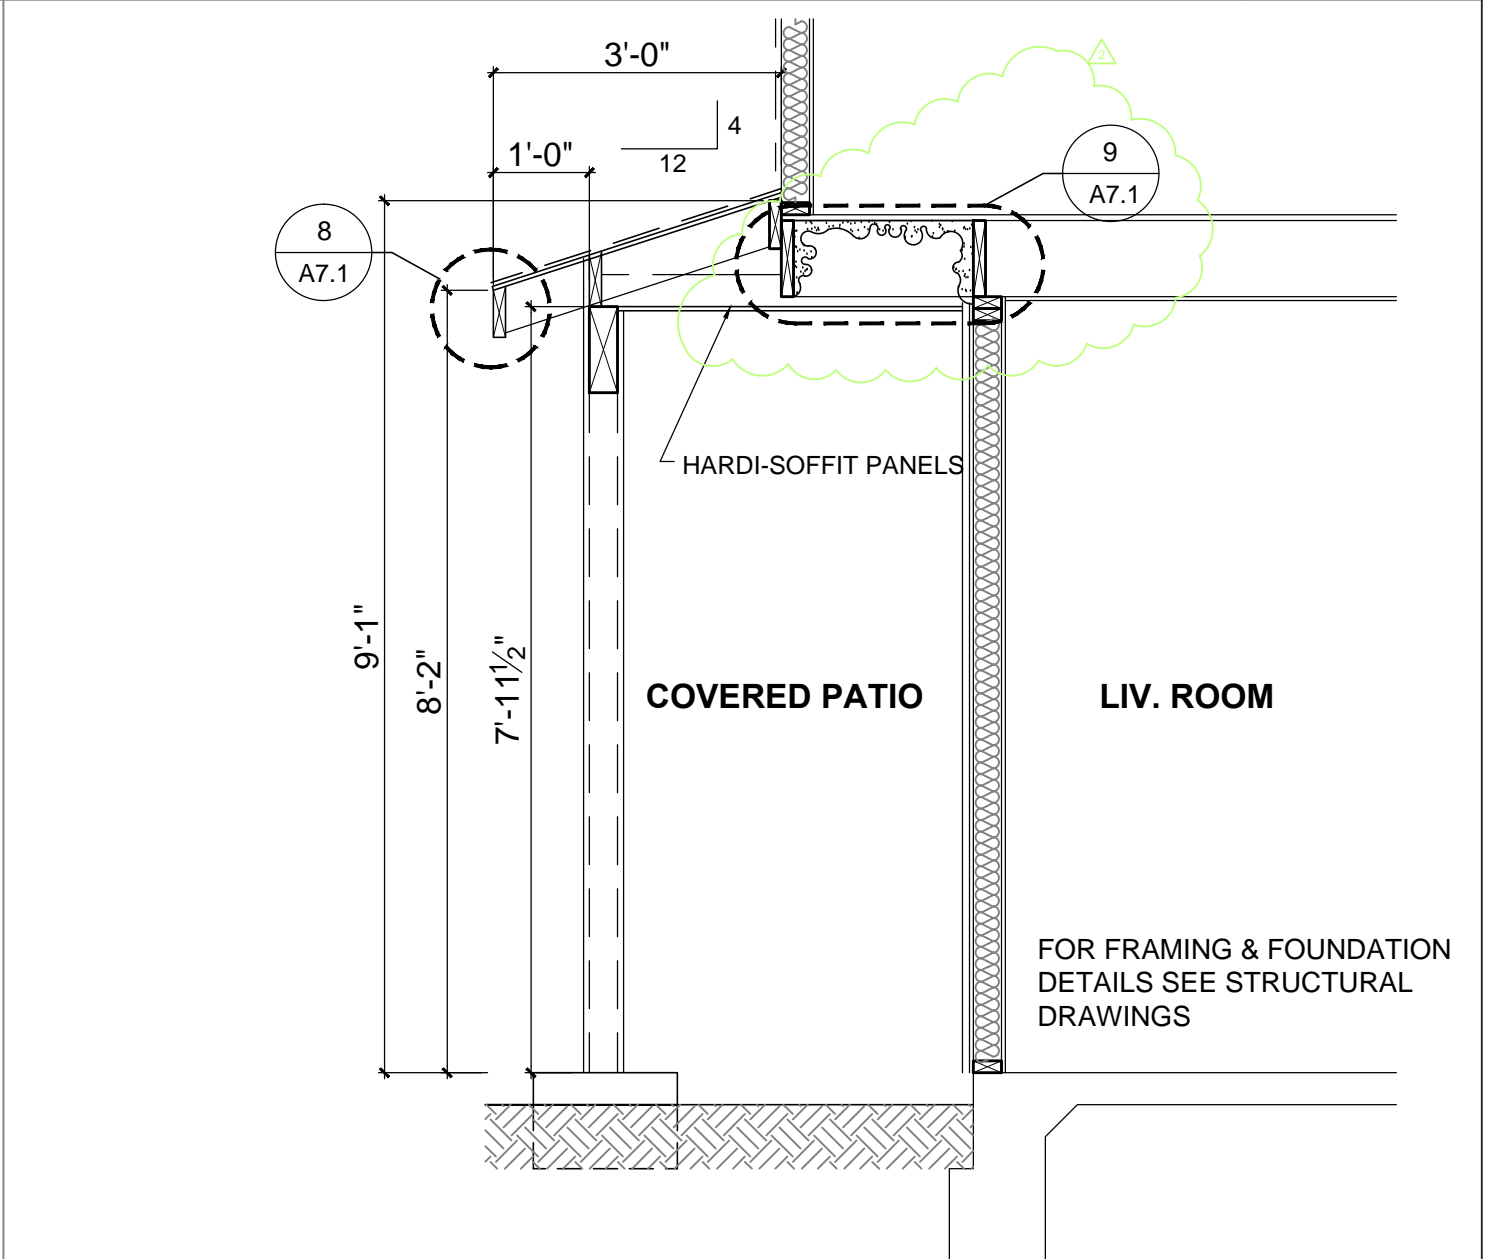 3'-0"
2
4
12
1'-0"
9
A7.1
8
A7.1
HARDI-SOFFIT PANELS
9'-1"
8'-2"
7'-11½"
COVERED PATIO
LIV. ROOM
FOR FRAMING & FOUNDATION
DETAILS SEE STRUCTURAL
DRAWINGS